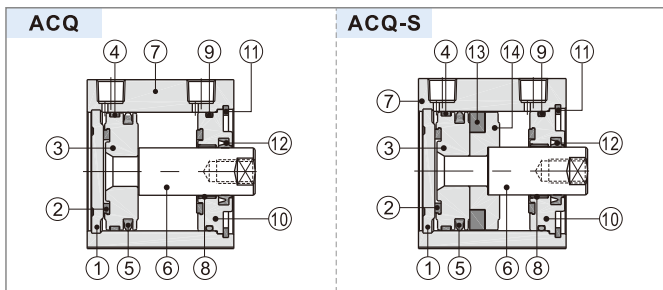 ACQ
④ ⑦ ⑨ ⑪
③ ⑫
② ⑩
① ⑤ ⑥ ⑧
ACQ-S
④ ⑬ ⑭ ⑨ ⑪
⑦
③ ⑫
② ⑩
① ⑤ ⑥ ⑧